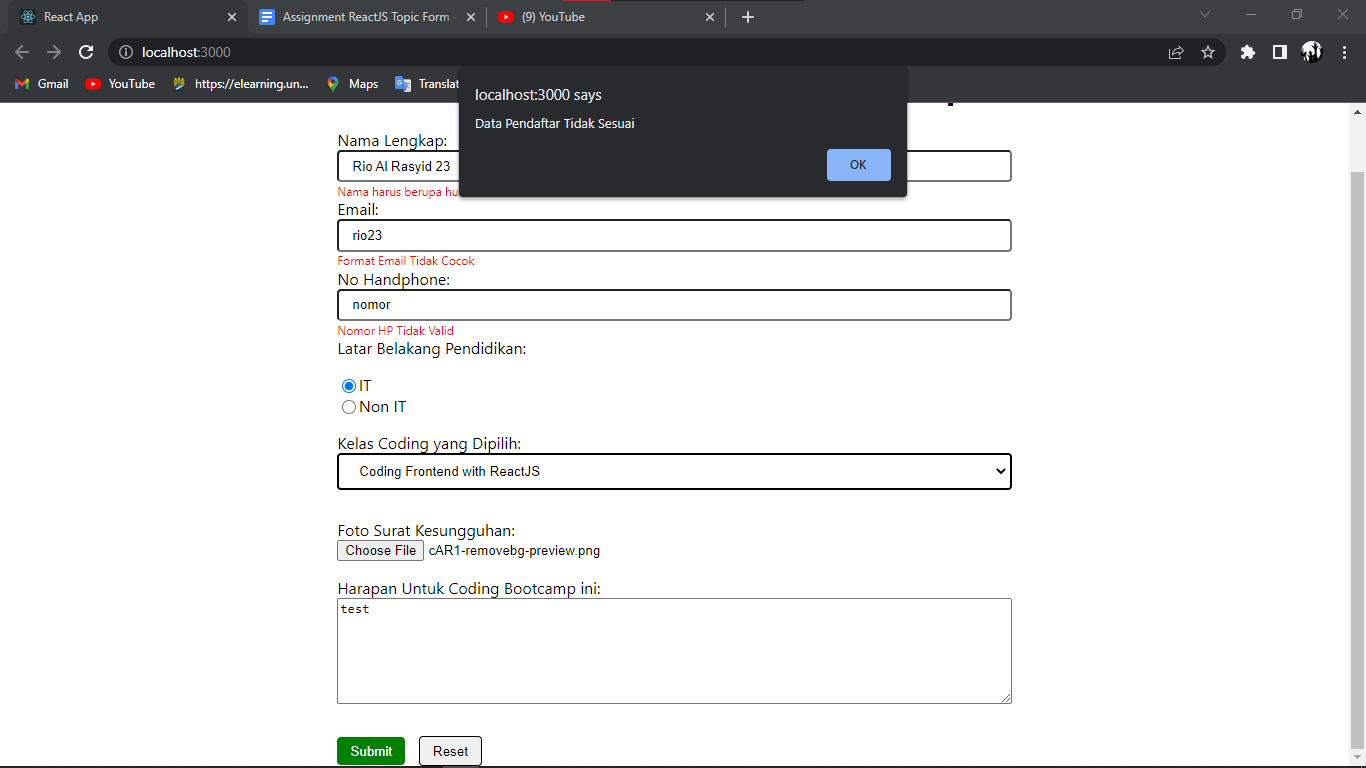 React App
Assignment ReactJS Topic Form
(9) YouTube
localhost:3000
Gmail
YouTube
https://elearning.un...
Maps
Translat
localhost:3000 says
Data Pendaftar Tidak Sesuai
OK
Nama Lengkap:
Rio Al Rasyid 23
Nama harus berupa hu
Email:
rio23
Format Email Tidak Cocok
No Handphone:
nomor
Nomor HP Tidak Valid
Latar Belakang Pendidikan:
IT
Non IT
Kelas Coding yang Dipilih:
Coding Frontend with ReactJS
Foto Surat Kesungguhan:
Choose File cAR1-removebg-preview.png
Harapan Untuk Coding Bootcamp ini:
test
Submit
Reset